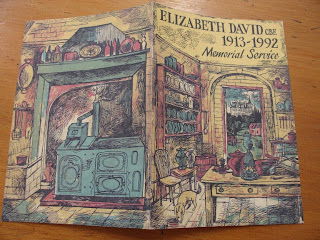 ELIZABETH DAVID CBE
1913-1992
Memorial Service